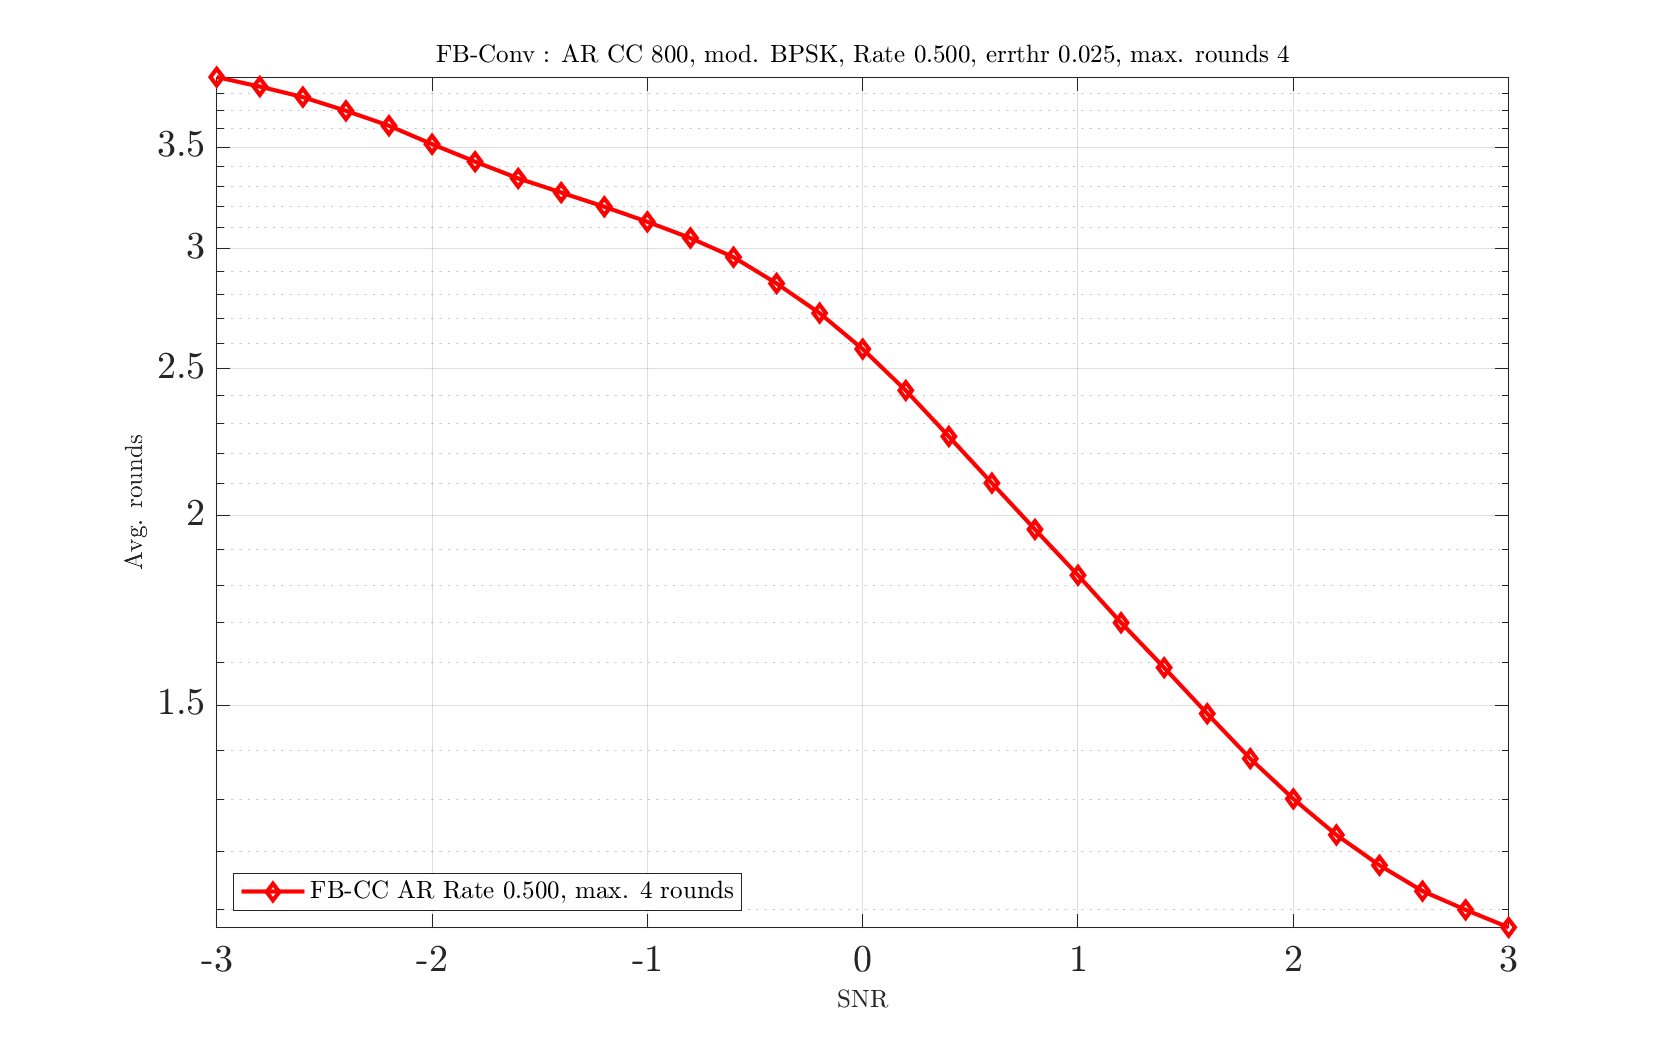 FB-Conv : AR CC 800, mod. BPSK, Rate 0.500, errthr 0.025, max. rounds 4
3.5
3
2.5
2
1.5
Avg. rounds
FB-CC AR Rate 0.500, max. 4 rounds
-3 -2 -1 0 1 2 3
SNR